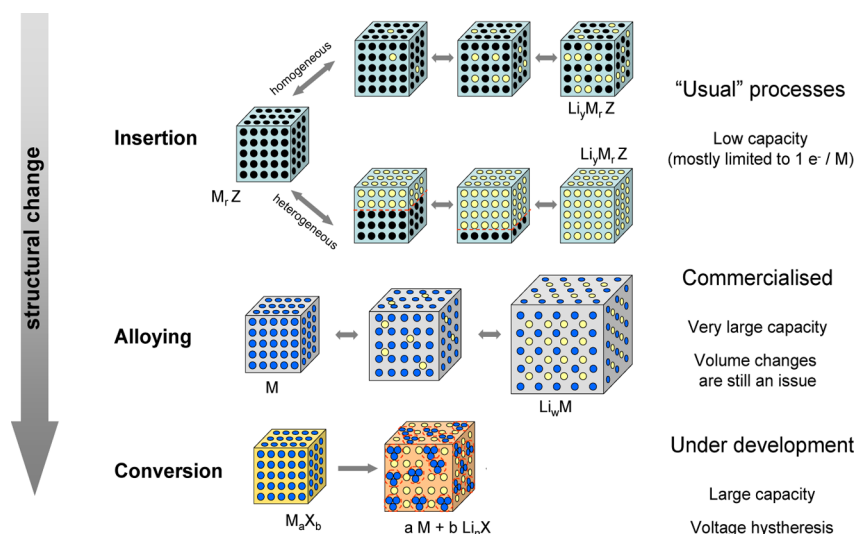 structural change
Insertion
homogeneous
heterogeneous
MᵣZ
LiyMᵣZ
LiyMᵣZ
“Usual” processes
Low capacity
(mostly limited to 1 e⁻ / M)
Alloying
M
LiwM
Commercialised
Very large capacity
Volume changes
are still an issue
Conversion
MₐXb
a M + b LiₙX
Under development
Large capacity
Voltage hystheresis